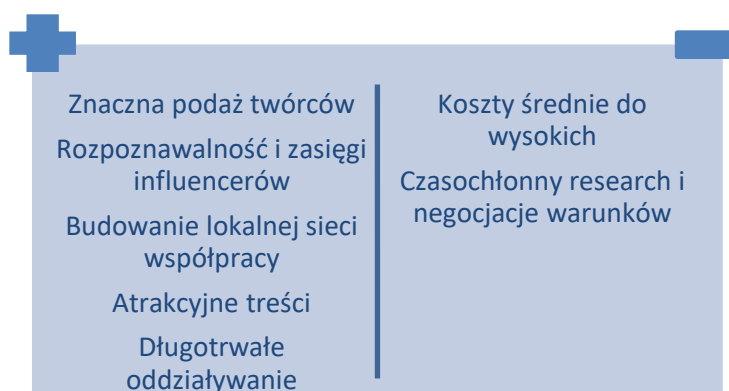 Znaczna podaż twórców
Rozpoznawalność i zasięgi
influencerów
Budowanie lokalnej sieci
współpracy
Atrakcyjne treści
Długotrwałe
oddziaływanie
Koszty średnie do
wysokich
Czasochłonny research i
negocjacje warunków